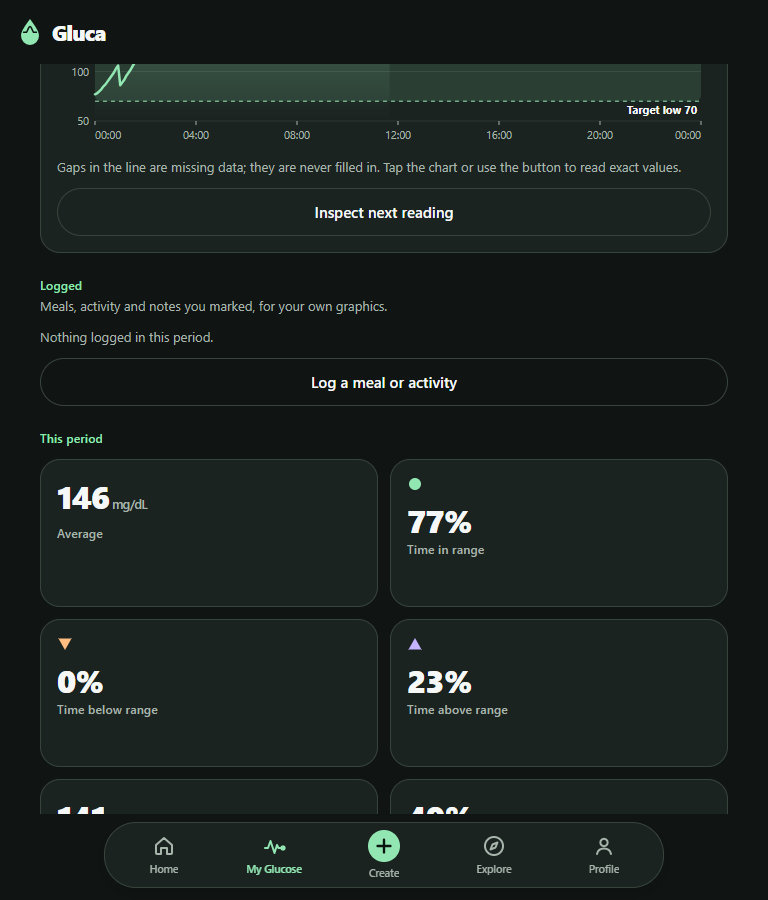 Gluca
100
Target low 70
50
00:00 04:00 08:00 12:00 16:00 20:00 00:00
Gaps in the line are missing data; they are never filled in. Tap the chart or use the button to read exact values.
Inspect next reading
Logged
Meals, activity and notes you marked, for your own graphics.
Nothing logged in this period.
Log a meal or activity
This period
146 mg/dL
Average
77%
Time in range
0%
Time below range
23%
Time above range
Home
My Glucose
Create
Explore
Profile